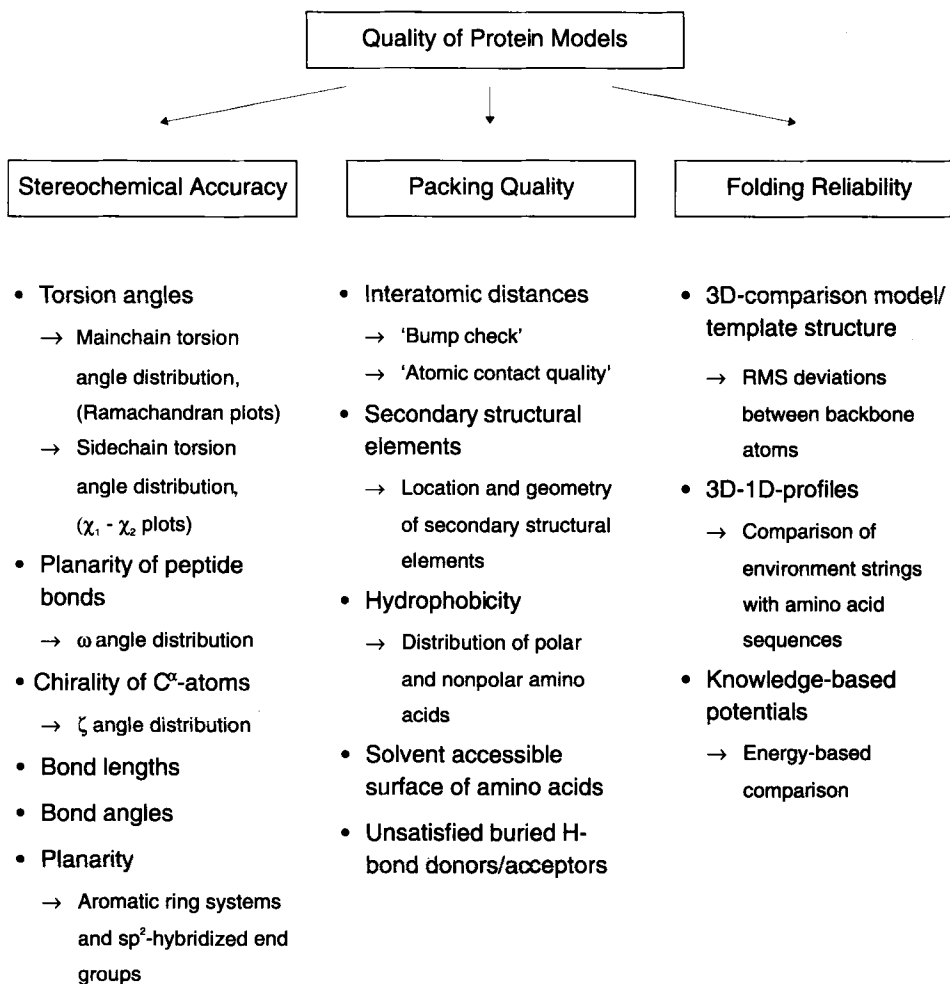 Quality of Protein Models
Stereochemical Accuracy
• Torsion angles
→ Mainchain torsion
angle distribution,
(Ramachandran plots)
→ Sidechain torsion
angle distribution,
(χ₁ - χ₂ plots)
• Planarity of peptide
bonds
→ ω angle distribution
• Chirality of Cᵅ-atoms
→ ζ angle distribution
• Bond lengths
• Bond angles
• Planarity
→ Aromatic ring systems
and sp²-hybridized end
groups
Packing Quality
• Interatomic distances
→ 'Bump check'
→ 'Atomic contact quality'
• Secondary structural
elements
→ Location and geometry
of secondary structural
elements
• Hydrophobicity
→ Distribution of polar
and nonpolar amino
acids
• Solvent accessible
surface of amino acids
• Unsatisfied buried H-
bond donors/acceptors
Folding Reliability
• 3D-comparison model/
template structure
→ RMS deviations
between backbone
atoms
• 3D-1D-profiles
→ Comparison of
environment strings
with amino acid
sequences
• Knowledge-based
potentials
→ Energy-based
comparison